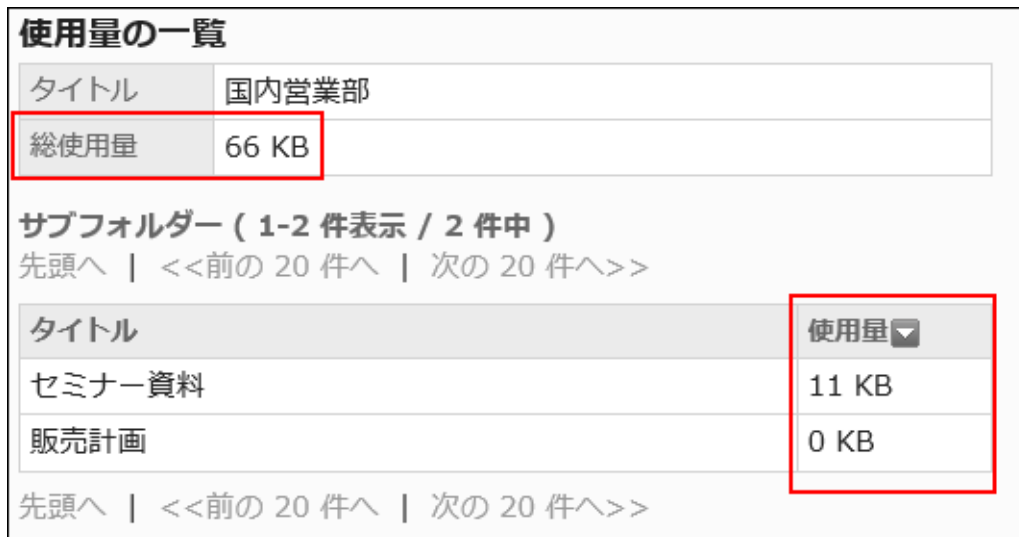 使用量の一覧
タイトル 国内営業部
総使用量 66 KB
サブフォルダー ( 1-2 件表示 / 2 件中 )
先頭へ | <<前の 20 件へ | 次の 20 件へ>>
タイトル 使用量
セミナー資料 11 KB
販売計画 0 KB
先頭へ | <<前の 20 件へ | 次の 20 件へ>>